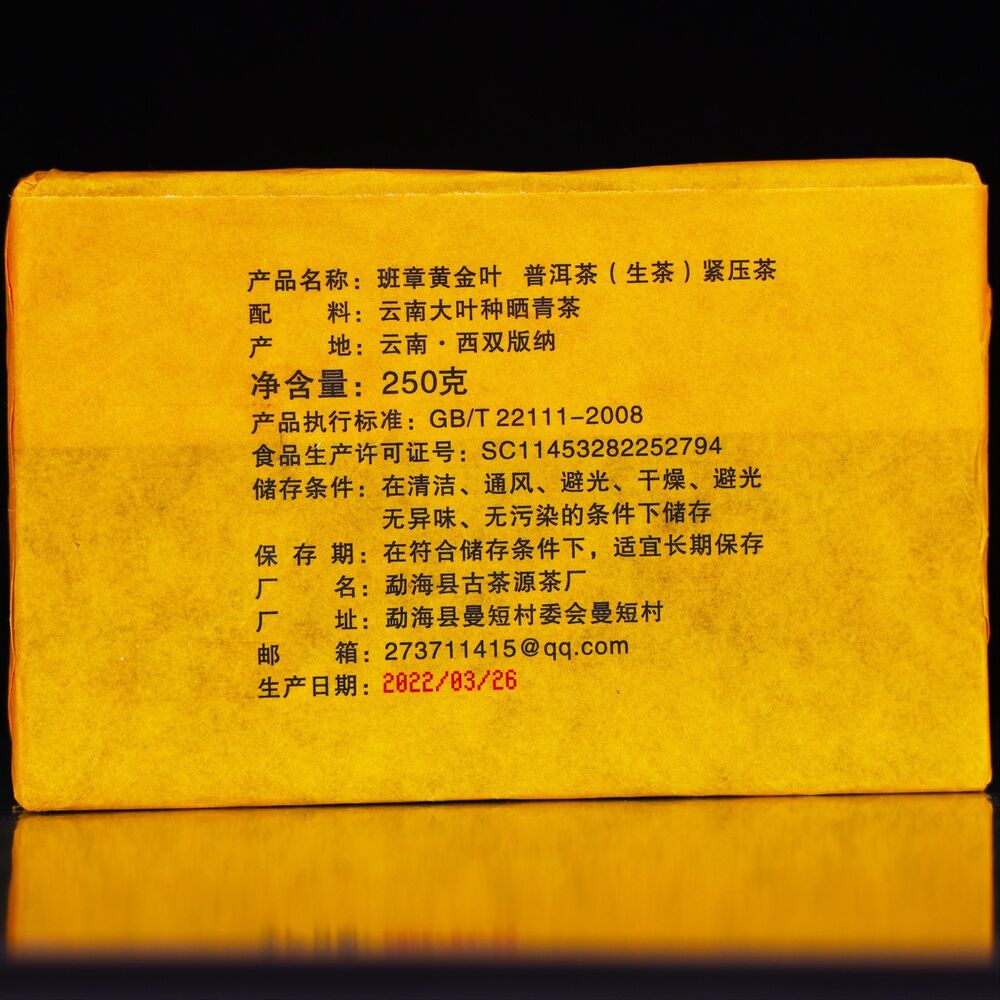 产品名称：班章黄金叶 普洱茶（生茶）紧压茶
配 料：云南大叶种晒青茶
产 地：云南·西双版纳
净含量：250克
产品执行标准：GB/T 22111-2008
食品生产许可证号：SC11453282252794
储存条件：在清洁、通风、避光、干燥、避光
无异味、无污染的条件下储存
保 存 期：在符合储存条件下，适宜长期保存
厂 名：勐海县古茶源茶厂
厂 址：勐海县曼短村委会曼短村
邮 箱：273711415@qq.com
生产日期：2022/03/26